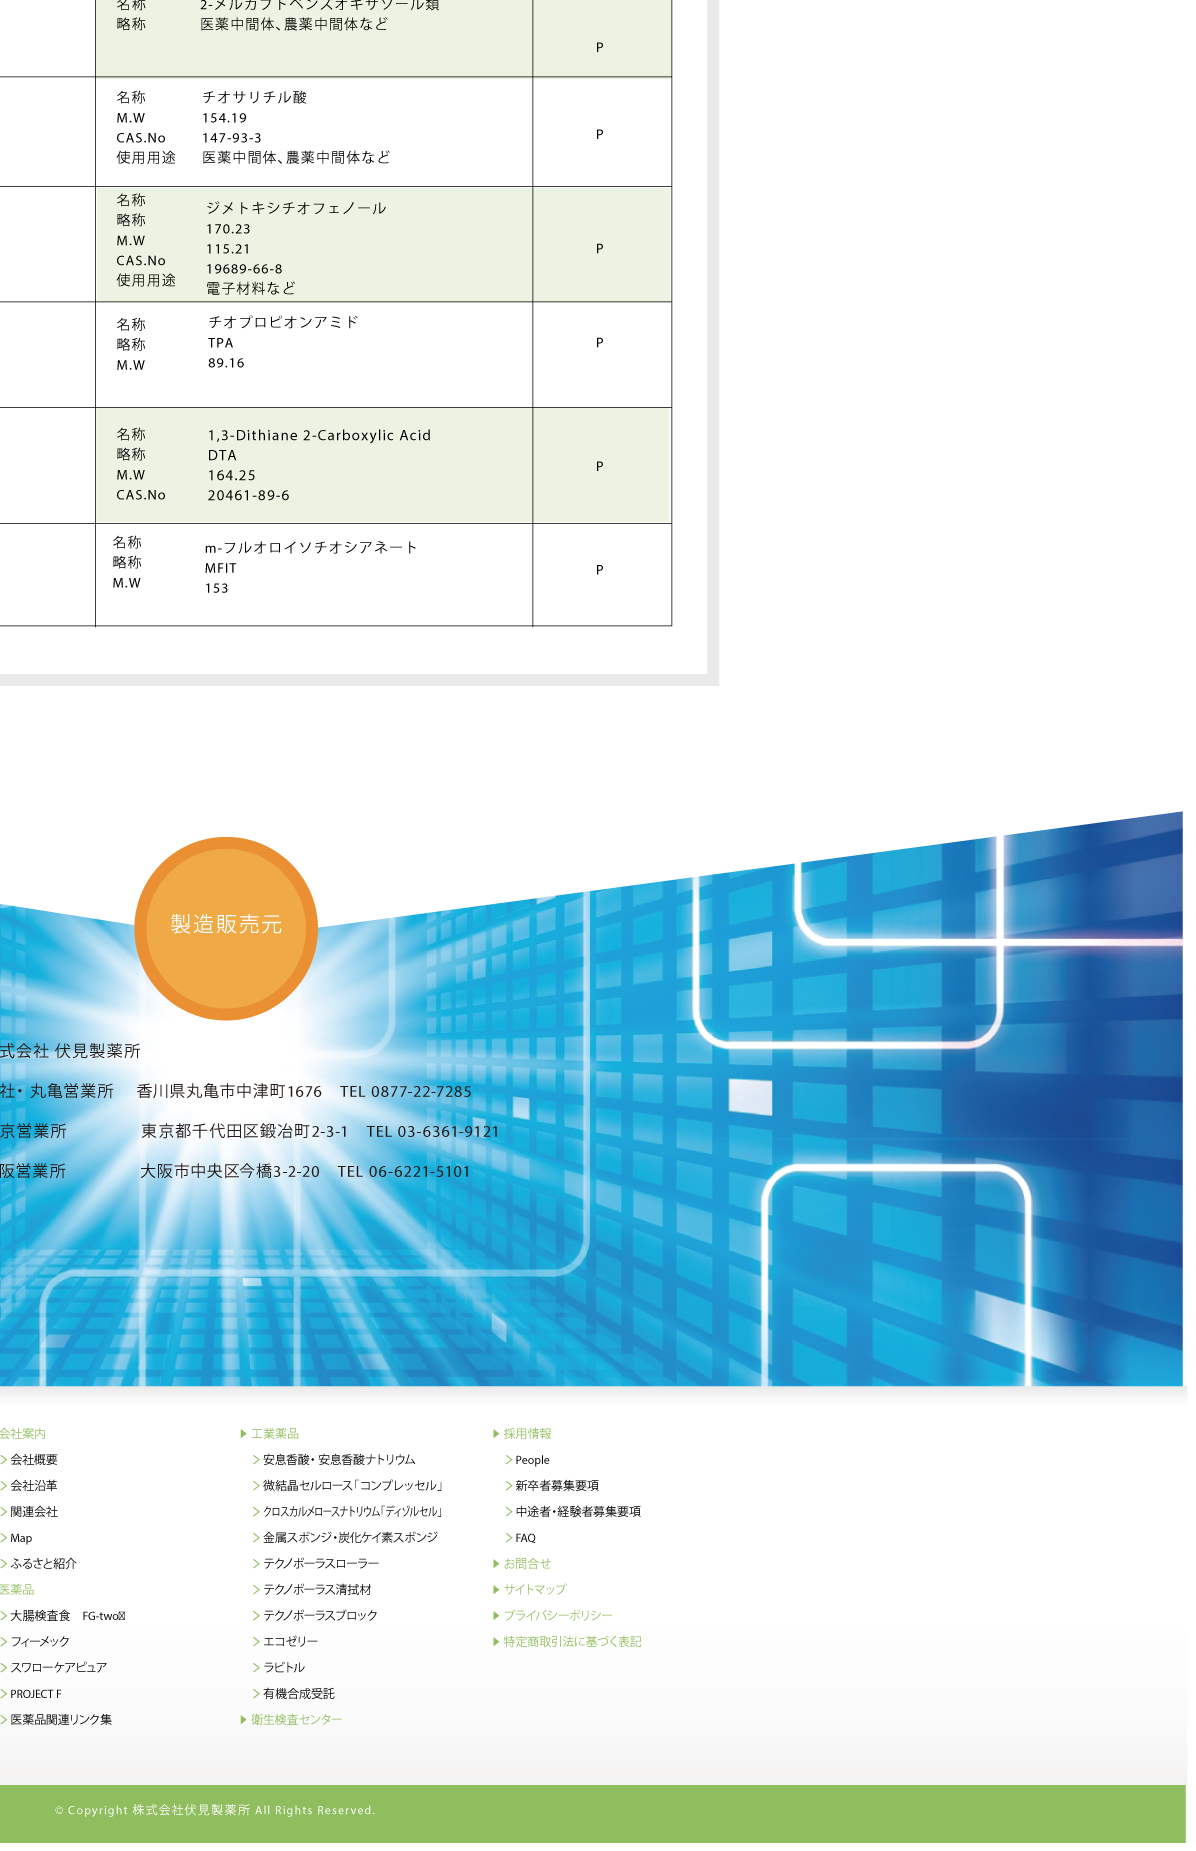 名称 2-メルカプトベンズオキサゾール類
略称 医薬中間体、農薬中間体など
P
名称 チオサリチル酸
M.W 154.19
CAS.No 147-93-3
使用用途 医薬中間体、農薬中間体など
P
名称 ジメトキシチオフェノール
略称 170.23
M.W 115.21
CAS.No 19689-66-8
使用用途 電子材料など
P
名称 チオプロピオンアミド
略称 TPA
M.W 89.16
P
名称 1,3-Dithiane 2-Carboxylic Acid
略称 DTA
M.W 164.25
CAS.No 20461-89-6
P
名称 m-フルオロイソチオシアネート
略称 MFIT
M.W 153
P
製造販売元
式会社 伏見製薬所
社・丸亀営業所 香川県丸亀市中津町1676 TEL 0877-22-7285
京営業所 東京都千代田区鍛冶町2-3-1 TEL 03-6361-9121
阪営業所 大阪市中央区今橋3-2-20 TEL 06-6221-5101
会社案内
会社概要
会社沿革
関連会社
Map
ふるさと紹介
医薬品
大腸検査食 FG-two
フィーメック
スワローケアピュア
PROJECT F
医薬品関連リンク集
工業薬品
安息香酸・安息香酸ナトリウム
微結晶セルロース「コンプレッセル」
クロスカルメロースナトリウム「ディゾルセル」
金属スポンジ・炭化ケイ素スポンジ
テクノポーラスローラー
テクノポーラス清拭材
テクノポーラスブロック
エコゼリー
ラビトル
有機合成受託
衛生検査センター
採用情報
People
新卒者募集要項
中途者・経験者募集要項
FAQ
お問合せ
サイトマップ
プライバシーポリシー
特定商取引法に基づく表記
© Copyright 株式会社伏見製薬所 All Rights Reserved.